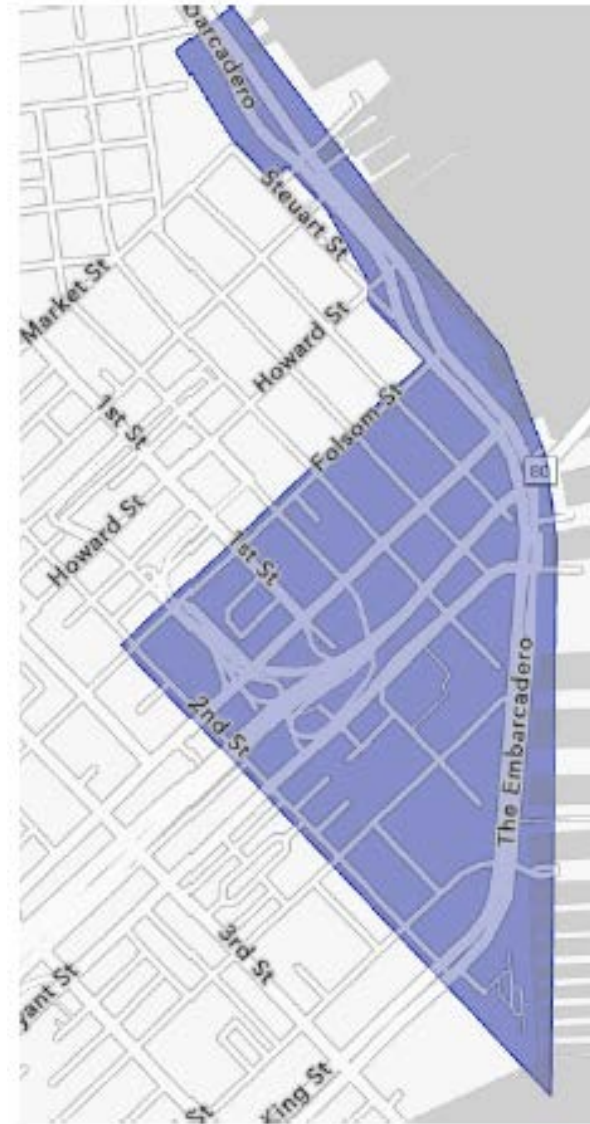 barcadero
Steuart St
Market St
Howard St
1st St
Folsom St
80
Howard St
1st St
2nd St
The Embarcadero
3rd St
yant St
King St
St